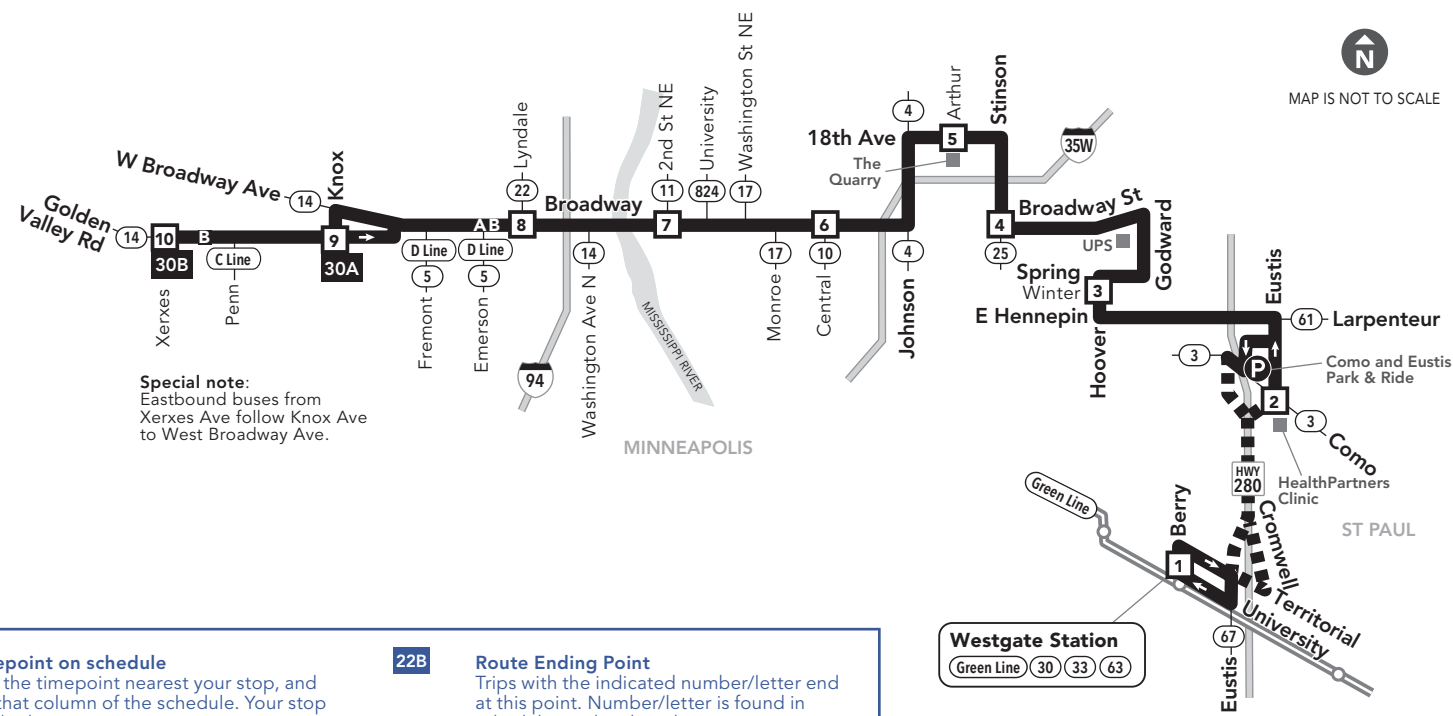 N
MAP IS NOT TO SCALE
W Broadway Ave
14
Knox
Golden
Valley Rd
14
10
30B
B
Xerxes
C Line
Penn
9
30A
D Line
5
Fremont
AB
D Line
5
Emerson
Lyndale
22
8
Broadway
94
14
Washington Ave N
MISSISSIPPI RIVER
2nd St NE
11
7
University
824
Washington St NE
17
17
Monroe
6
10
Central
18th Ave
4
4
Johnson
Arthur
5
The
Quarry
Stinson
35W
4
25
Broadway St
UPS
Godward
Spring
Winter
3
E Hennepin
Hoover
Eustis
61
Larpenteur
3
P
Como and Eustis
Park & Ride
2
3
Como
HealthPartners
Clinic
HWY
280
Cromwell
ST PAUL
MINNEAPOLIS
Special note:
Eastbound buses from
Xerxes Ave follow Knox Ave
to West Broadway Ave.
Green Line
Berry
1
Territorial
University
67
Eustis
Westgate Station
Green Line
30
33
63
epoint on schedule
the timepoint nearest your stop, and
that column of the schedule. Your stop
22B
Route Ending Point
Trips with the indicated number/letter end
at this point. Number/letter is found in